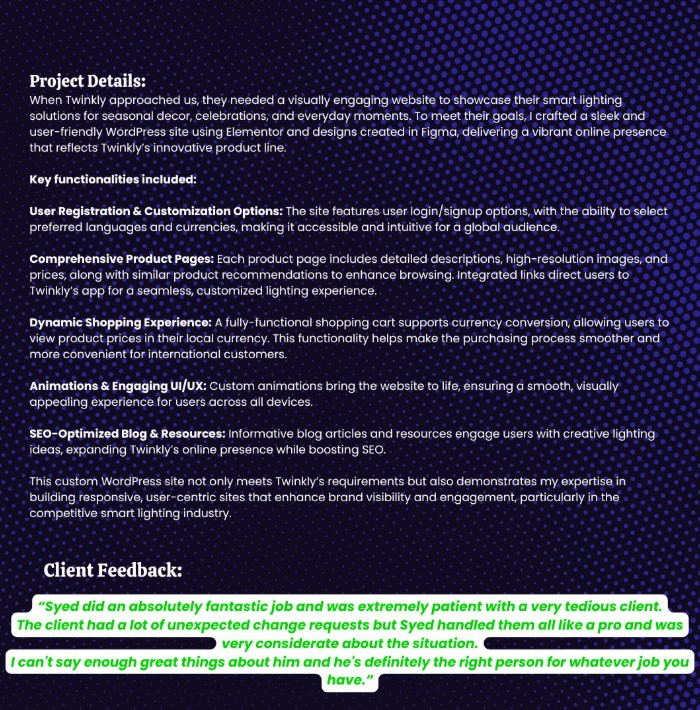 Project Details:
When Twinkly approached us, they needed a visually engaging website to showcase their smart lighting
solutions for seasonal decor, celebrations, and everyday moments. To meet their goals, I crafted a sleek and
user-friendly WordPress site using Elementor and designs created in Figma, delivering a vibrant online presence
that reflects Twinkly’s innovative product line.
Key functionalities included:
User Registration & Customization Options: The site features user login/signup options, with the ability to select
preferred languages and currencies, making it accessible and intuitive for a global audience.
Comprehensive Product Pages: Each product page includes detailed descriptions, high-resolution images, and
prices, along with similar product recommendations to enhance browsing. Integrated links direct users to
Twinkly’s app for a seamless, customized lighting experience.
Dynamic Shopping Experience: A fully-functional shopping cart supports currency conversion, allowing users to
view product prices in their local currency. This functionality helps make the purchasing process smoother and
more convenient for international customers.
Animations & Engaging UI/UX: Custom animations bring the website to life, ensuring a smooth, visually
appealing experience for users across all devices.
SEO-Optimized Blog & Resources: Informative blog articles and resources engage users with creative lighting
ideas, expanding Twinkly’s online presence while boosting SEO.
This custom WordPress site not only meets Twinkly’s requirements but also demonstrates my expertise in
building responsive, user-centric sites that enhance brand visibility and engagement, particularly in the
competitive smart lighting industry.
Client Feedback:
“Syed did an absolutely fantastic job and was extremely patient with a very tedious client.
The client had a lot of unexpected change requests but Syed handled them all like a pro and was
very considerate about the situation.
I can't say enough great things about him and he's definitely the right person for whatever job you
have.”